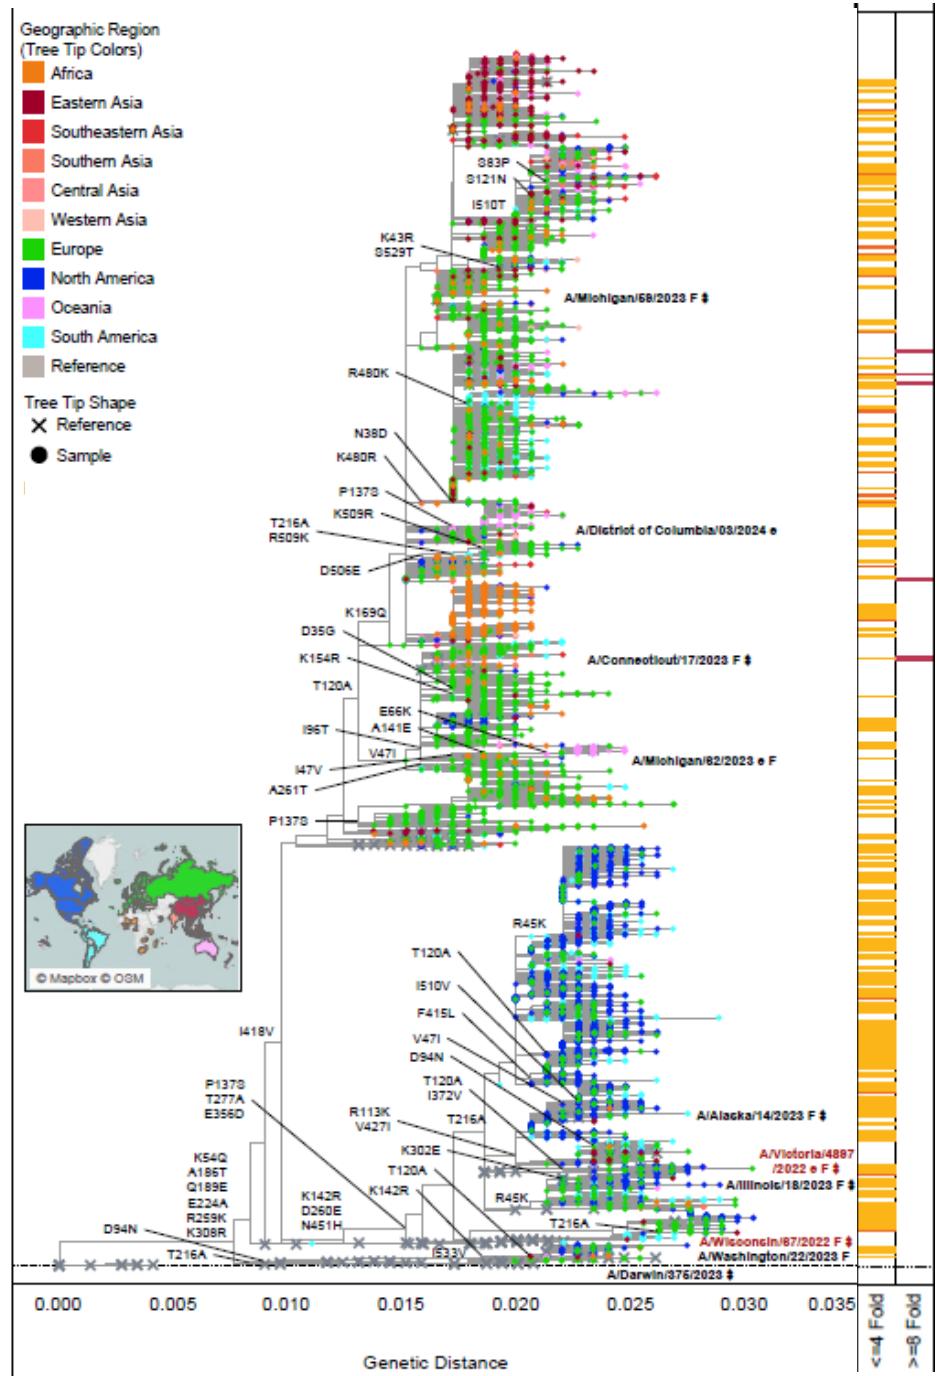 Geographic Region
(Tree Tip Colors)
Africa
Eastern Asia
Southeastern Asia
Southern Asia
Central Asia
Western Asia
Europe
North America
Oceania
South America
Reference
Tree Tip Shape
Reference
Sample
S83P
S121N
I510T
K43R
S529T
A/Michigan/59/2023 F ‡
R480K
N38D
K480R
P137S
K509R
T216A
R509K
A/District of Columbia/03/2024 e
D506E
K169Q
D35G
K154R
A/Connecticut/17/2023 F ‡
T120A
E66K
I96T
A141E
V47I
A/Michigan/62/2023 e F
I47V
A261T
P137S
© Mapbox © OSM
R45K
T120A
I510V
F415L
I418V
V47I
D94N
P137S
T277A
E356D
T120A
I372V
R113K
V427I
T216A
A/Alaska/14/2023 F ‡
K302E
A/Victoria/4897
/2022 e F ‡
K54Q
A186T
Q189E
E224A
R259K
K308R
T120A
K142R
A/Illinois/18/2023 F ‡
K142R
D260E
N451H
R45K
T216A
D94N
A/Wisconsin/67/2022 F ‡
T216A
I533V
A/Washington/22/2023 F
A/Darwin/376/2023 ‡
0.000
0.005
0.010
0.015
0.020
0.025
0.030
0.035
Genetic Distance
<=4 Fold
>=8 Fold